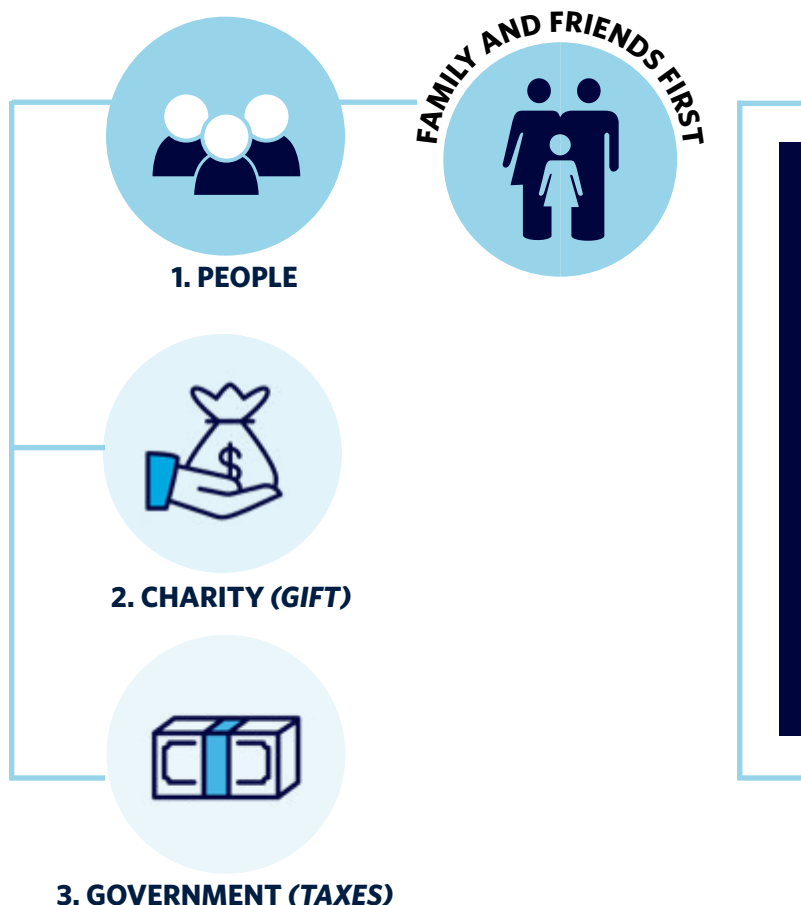 FAMILY AND FRIENDS FIRST
1. PEOPLE
$
2. CHARITY (GIFT)
3. GOVERNMENT (TAXES)